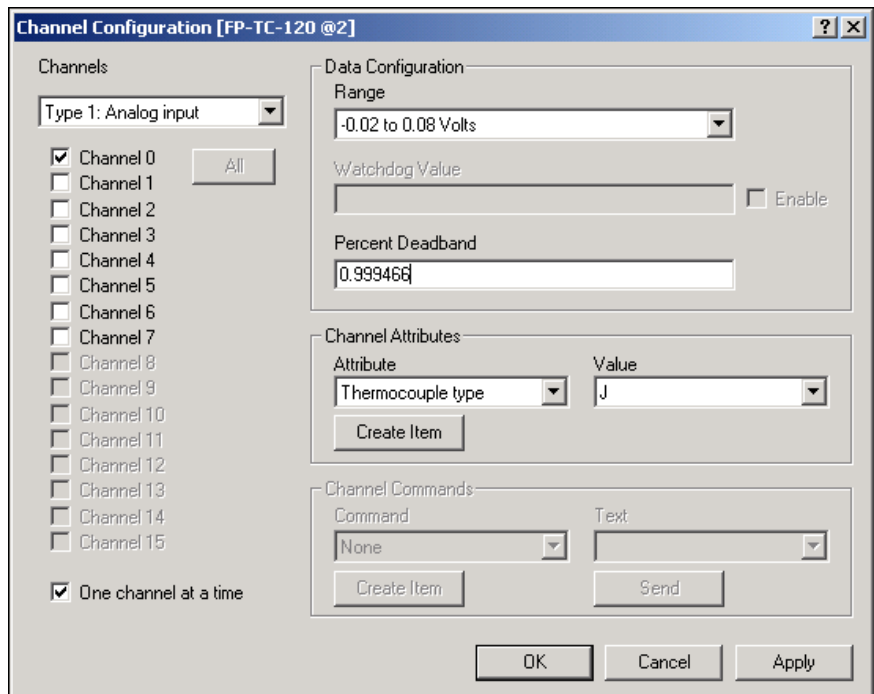 Channel Configuration [FP-TC-120 @2]
Channels
Type 1: Analog input
Channel 0
All
Channel 1
Channel 2
Channel 3
Channel 4
Channel 5
Channel 6
Channel 7
Channel 8
Channel 9
Channel 10
Channel 11
Channel 12
Channel 13
Channel 14
Channel 15
One channel at a time
Data Configuration
Range
-0.02 to 0.08 Volts
Watchdog Value
Enable
Percent Deadband
0.999466
Channel Attributes
Attribute
Value
Thermocouple type
J
Create Item
Channel Commands
Command
Text
None
Create Item
Send
OK
Cancel
Apply